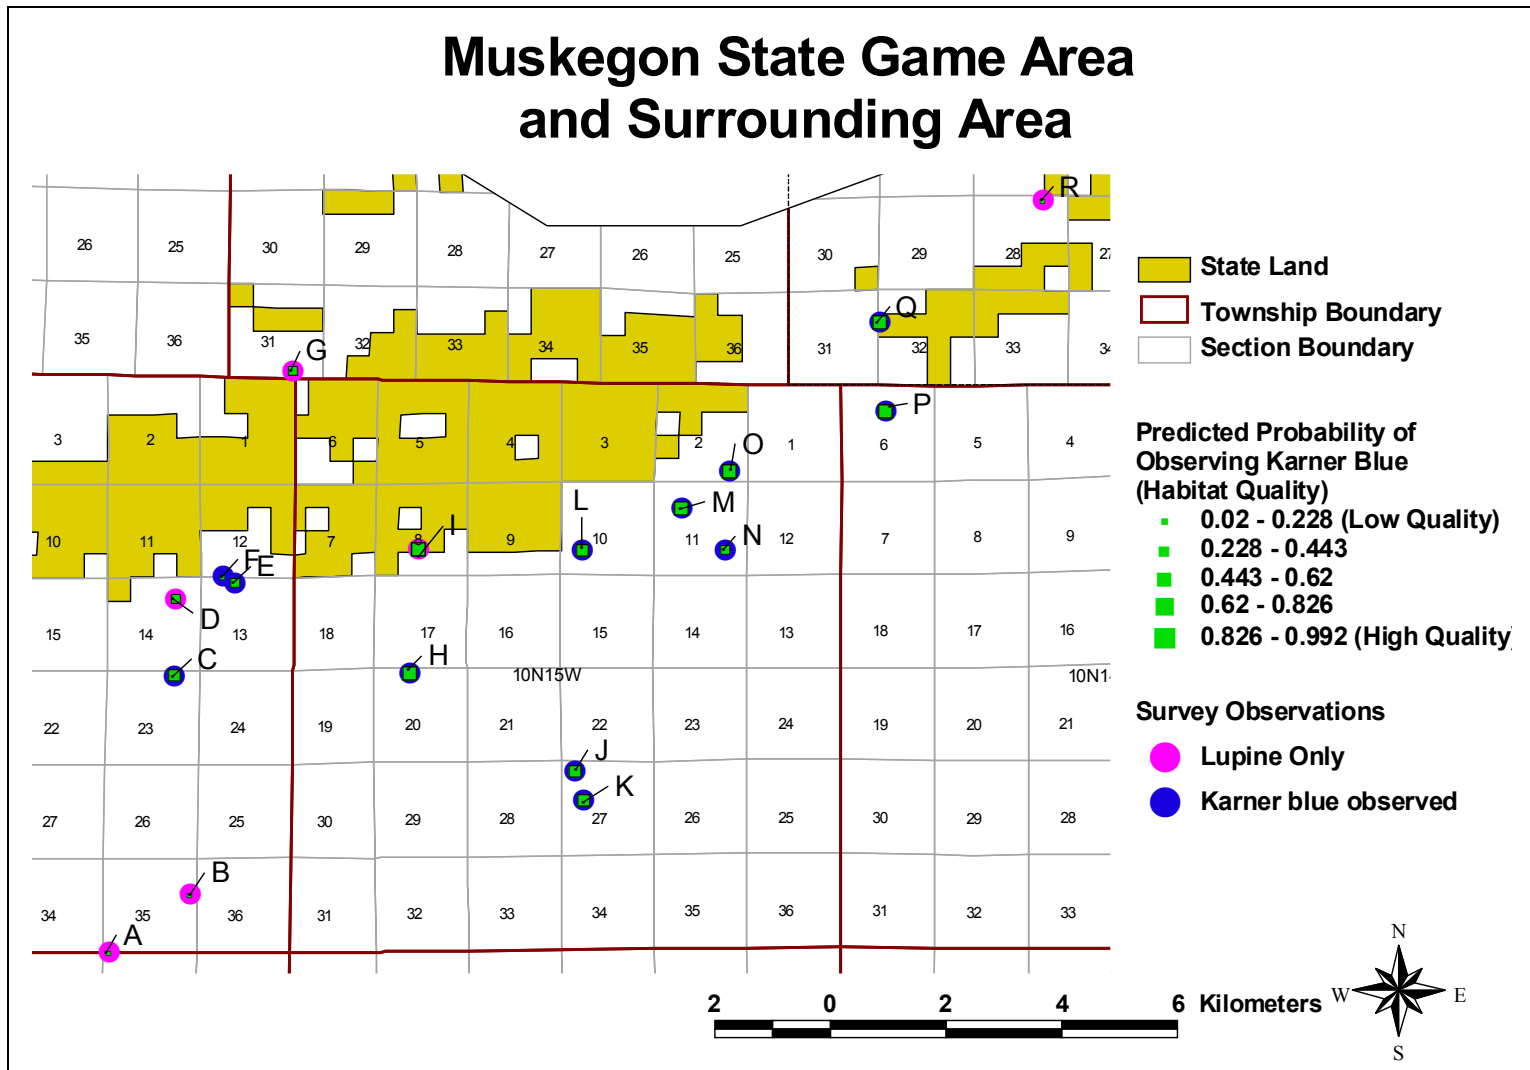 Muskegon State Game Area
and Surrounding Area
R
26 25 30 29 28 27 26 25 30 29 28 27
Q
35 36 31 32 33 34 35 36 31 32 33 34
G
P
3 2 1 6 5 4 3 2 1 6 5 4
O
L M
10 11 12 7 8 9 10 11 12 7 8 9
I N
F E
D
15 14 13 18 17 16 15 14 13 18 17 16
C H
10N15W 10N14
22 23 24 19 20 21 22 23 24 19 20 21
J
K
27 26 25 30 29 28 27 26 25 30 29 28
B
34 35 36 31 32 33 34 35 36 31 32 33
A
State Land
Township Boundary
Section Boundary
Predicted Probability of
Observing Karner Blue
(Habitat Quality)
0.02 - 0.228 (Low Quality)
0.228 - 0.443
0.443 - 0.62
0.62 - 0.826
0.826 - 0.992 (High Quality)
Survey Observations
Lupine Only
Karner blue observed
2 0 2 4 6 Kilometers
N
W E
S